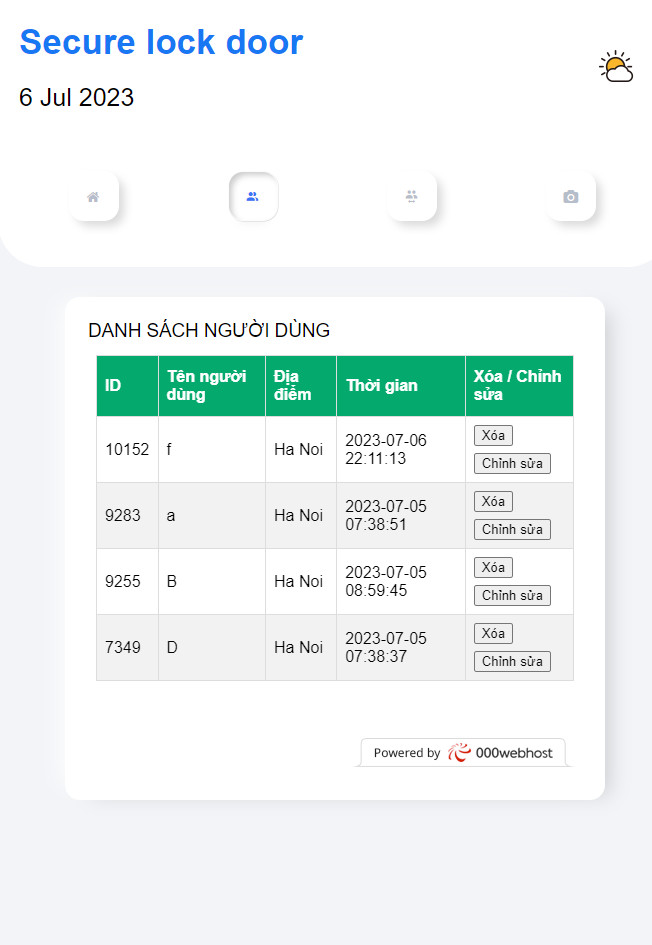 Secure lock door
6 Jul 2023
DANH SÁCH NGƯỜI DÙNG
ID
Tên người
dùng
Địa
điểm
Thời gian
Xóa / Chỉnh
sửa
10152
f
Ha Noi
2023-07-06
22:11:13
Xóa
Chỉnh sửa
9283
a
Ha Noi
2023-07-05
07:38:51
Xóa
Chỉnh sửa
9255
B
Ha Noi
2023-07-05
08:59:45
Xóa
Chỉnh sửa
7349
D
Ha Noi
2023-07-05
07:38:37
Xóa
Chỉnh sửa
Powered by 000webhost